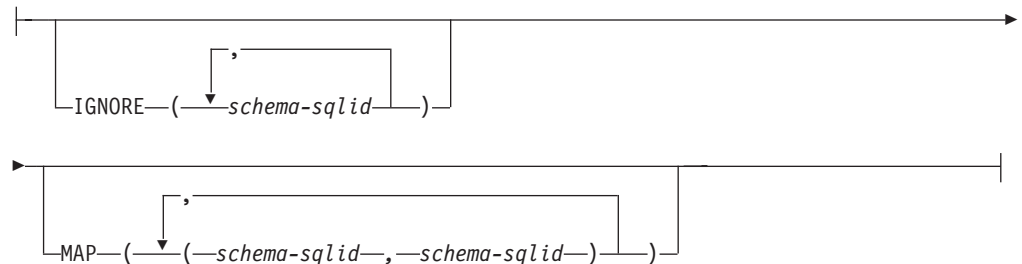 ,
IGNORE ( schema-sqlid )
,
MAP ( ( schema-sqlid , schema-sqlid ) )